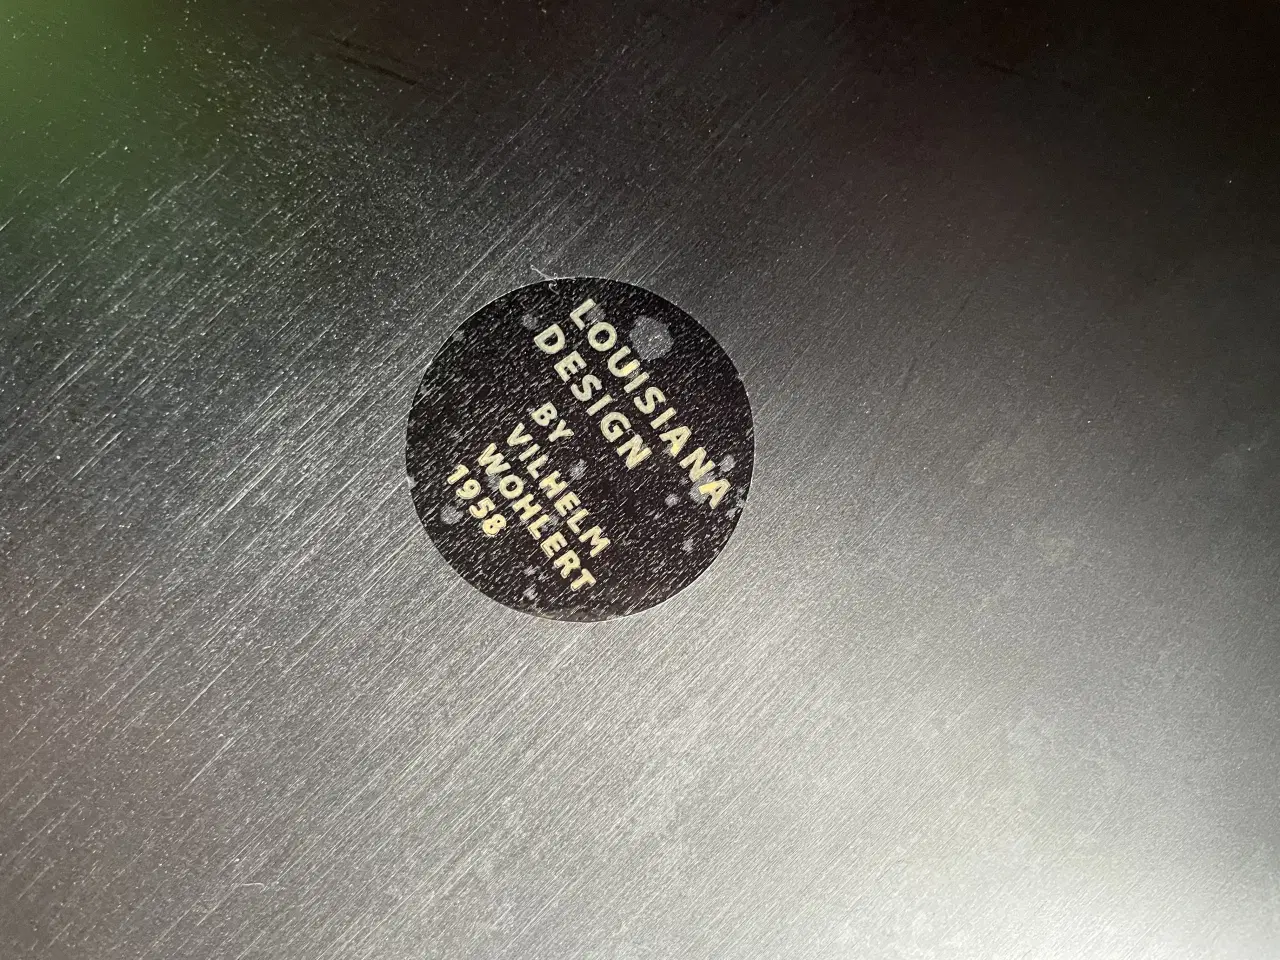 LOUISIANA
DESIGN
BY
VILHELM
WOHLERT
1958